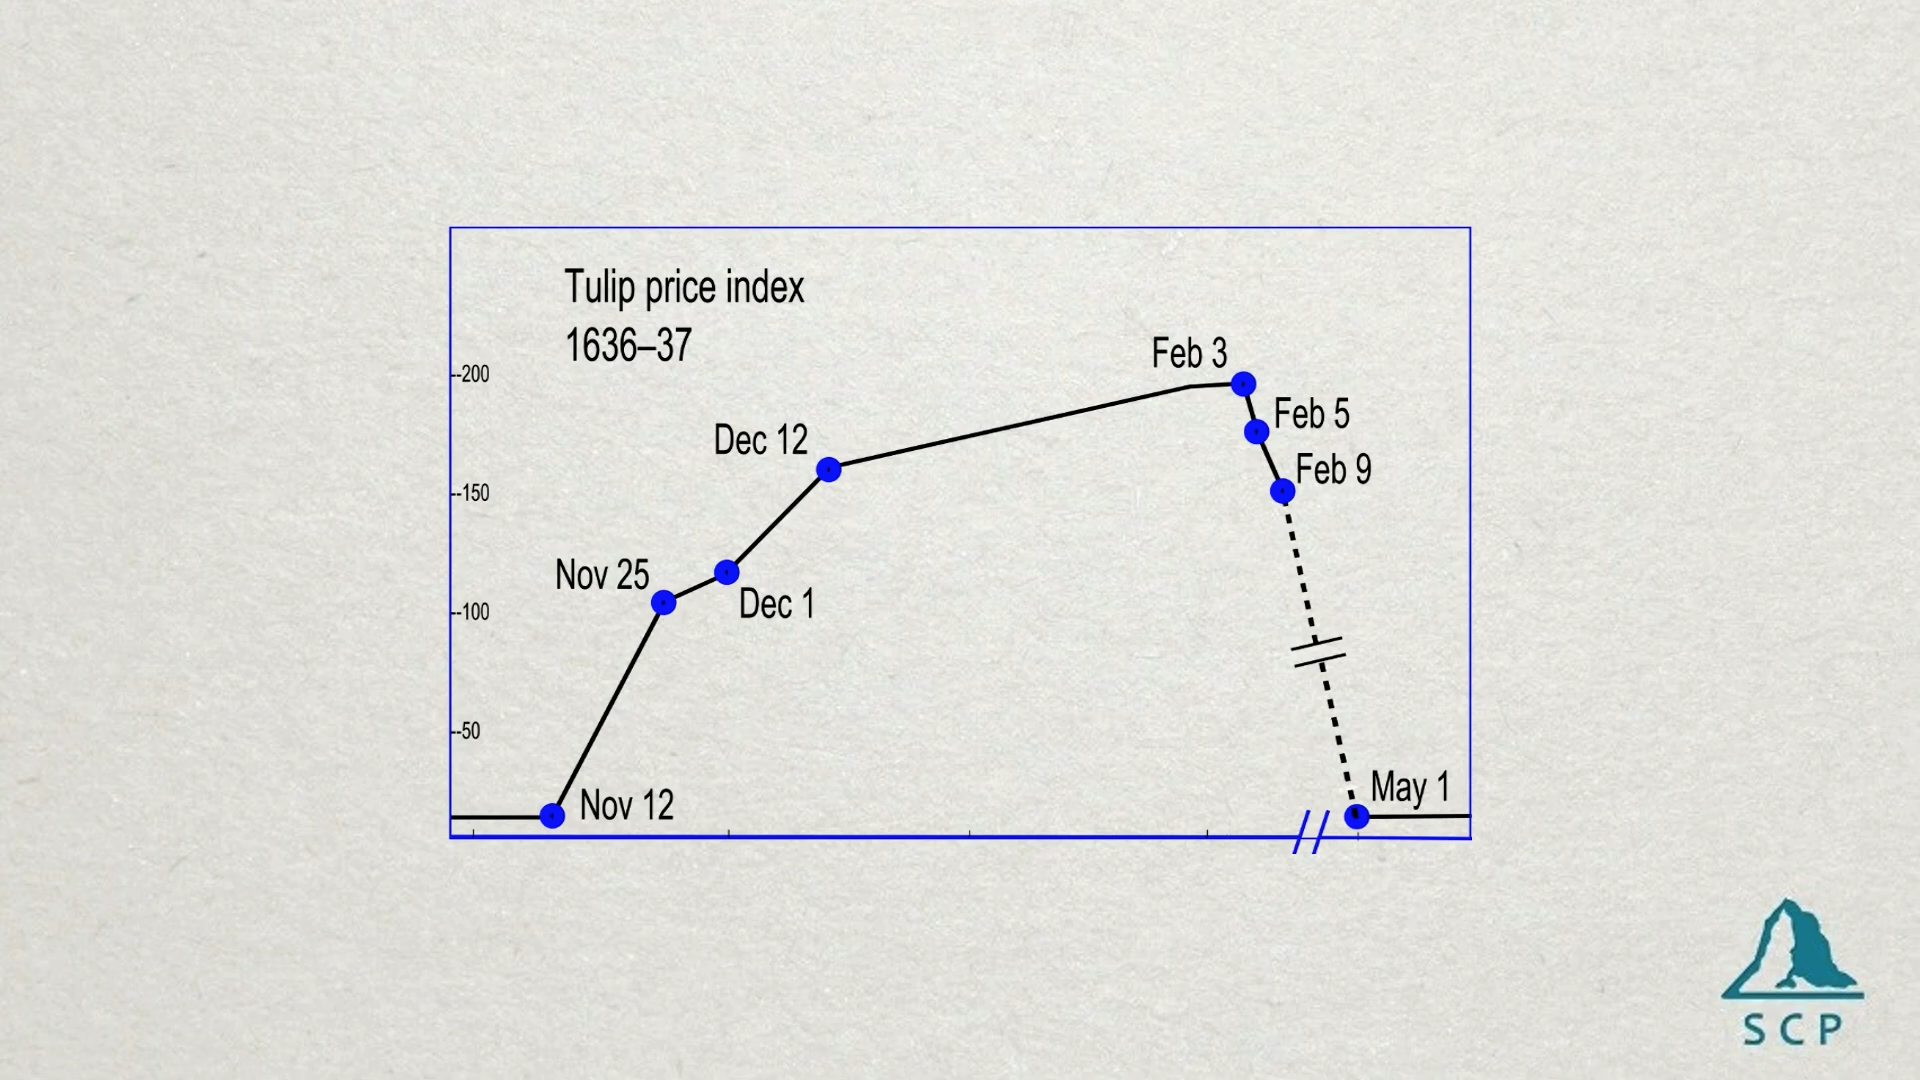 Tulip price index
1636–37
Feb 3
200
Feb 5
Dec 12
Feb 9
150
Nov 25
Dec 1
100
50
May 1
Nov 12
SCP